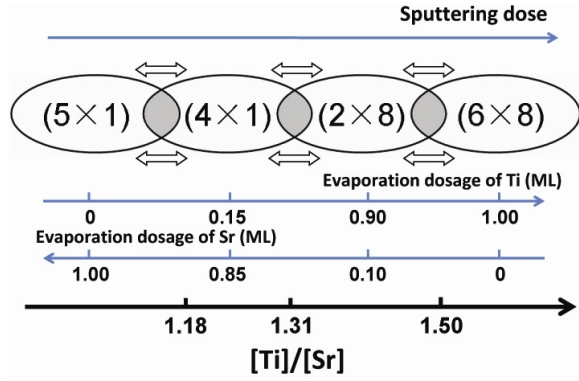 Sputtering dose
(5×1) (4×1) (2×8) (6×8)
Evaporation dosage of Ti (ML)
0 0.15 0.90 1.00
Evaporation dosage of Sr (ML)
1.00 0.85 0.10 0
1.18 1.31 1.50
[Ti]/[Sr]